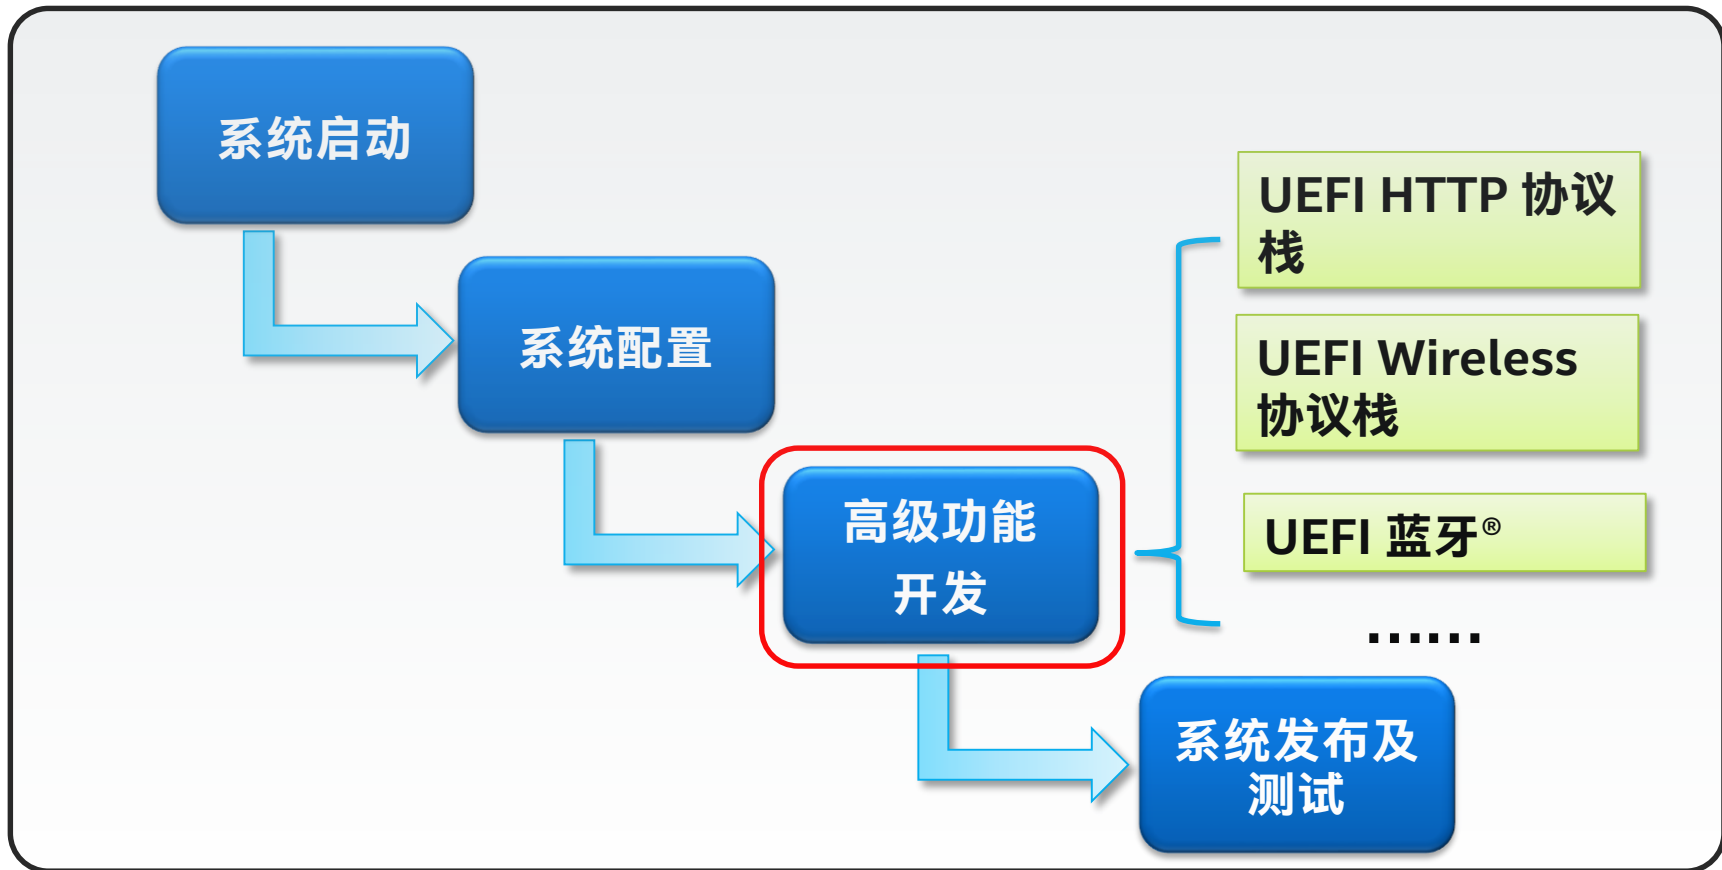 系统启动
系统配置
高级功能
开发
UEFI HTTP 协议
栈
UEFI Wireless
协议栈
UEFI 蓝牙®
......
系统发布及
测试